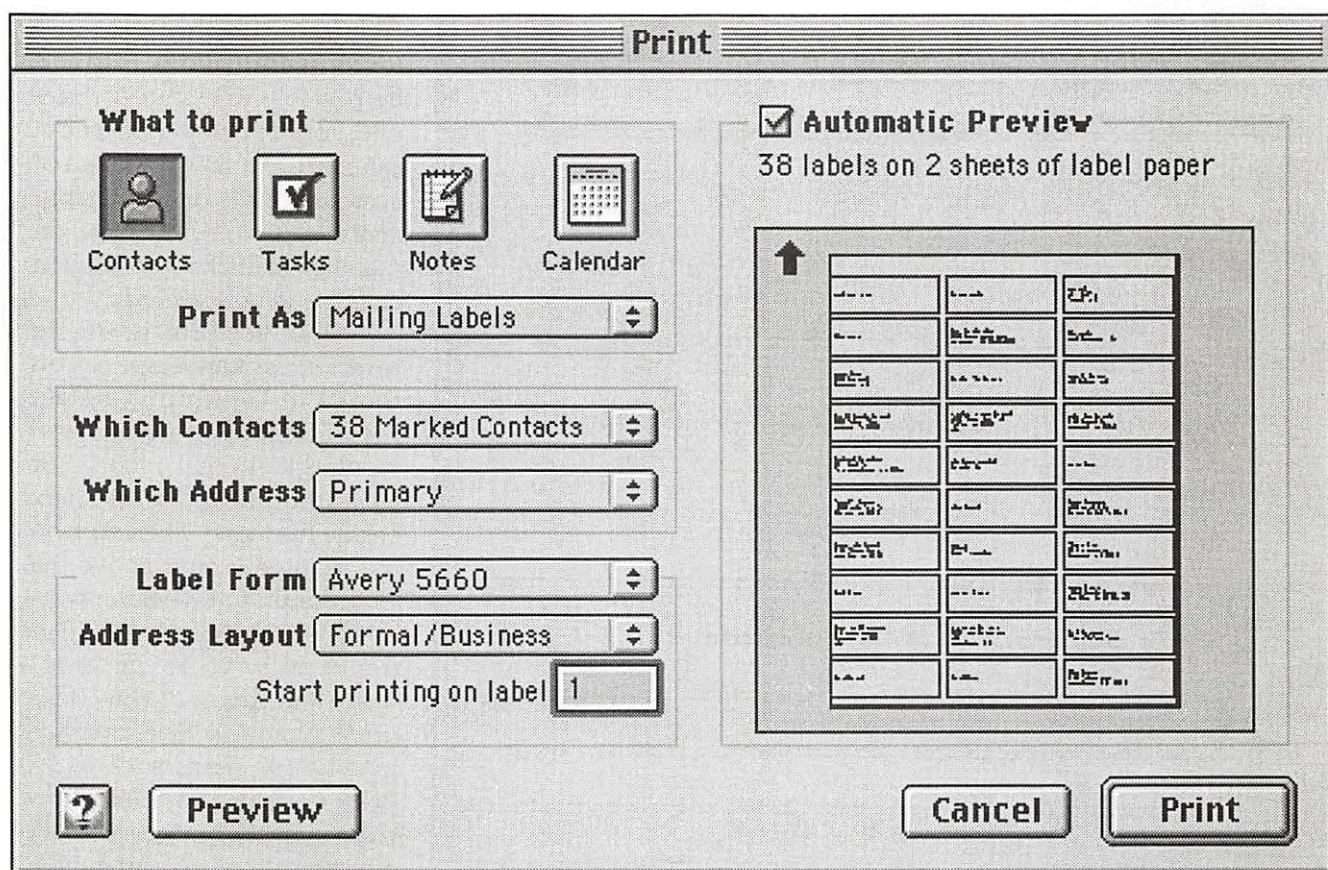 Print
What to print
Contacts Tasks Notes Calendar
Print As Mailing Labels
Which Contacts 38 Marked Contacts
Which Address Primary
Label Form Avery 5660
Address Layout Formal/Business
Start printing on label 1
Automatic Preview
38 labels on 2 sheets of label paper
? Preview Cancel Print